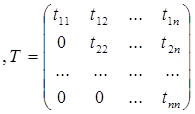 , T = ( t₁₁ t₁₂ … t₁ₙ
0 t₂₂ … t₂ₙ
… … … …
0 0 … tₙₙ )